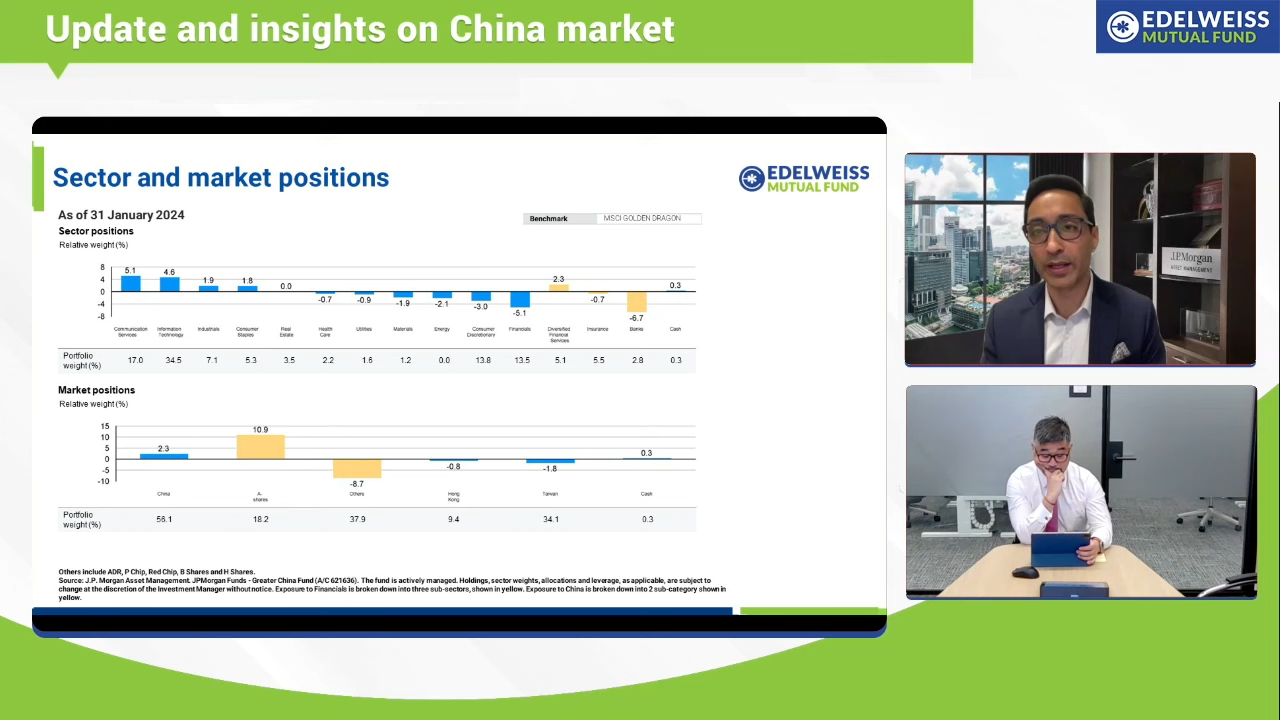 Update and insights on China market
EDELWEISS
MUTUAL FUND
Sector and market positions
EDELWEISS
MUTUAL FUND
As of 31 January 2024
Benchmark MSCI GOLDEN DRAGON
Sector positions
Relative weight (%)
8
4
0
-4
-8
5.1 4.6 1.9 1.8 0.0 -0.7 -0.9 -1.9 -2.1 -3.0 -5.1 2.3 -0.7 -6.7 0.3
Communication Information Industrials Consumer Real Health Utilities Materials Energy Consumer Financials Diversified Insurance Banks Cash
Services Technology Staples Estate Care Discretionary Financial
Services
Portfolio
weight (%) 17.0 34.5 7.1 5.3 3.5 2.2 1.6 1.2 0.0 13.8 13.5 5.1 5.5 2.8 0.3
Market positions
Relative weight (%)
15
10
5
0
-5
-10
2.3 10.9 -8.7 -0.8 -1.8 0.3
China A- Others Hong Taiwan Cash
shares Kong
Portfolio
weight (%) 56.1 18.2 37.9 9.4 34.1 0.3
Others include ADR, P Chip, Red Chip, B Shares and H Shares.
Source: J.P. Morgan Asset Management. JPMorgan Funds - Greater China Fund (A/C 621636). The fund is actively managed. Holdings, sector weights, allocations and leverage, as applicable, are subject to
change at the discretion of the Investment Manager without notice. Exposure to Financials is broken down into three sub-sectors, shown in yellow. Exposure to China is broken down into 2 sub-category shown in
yellow.
J.P.Morgan
ASSET MANAGEMENT